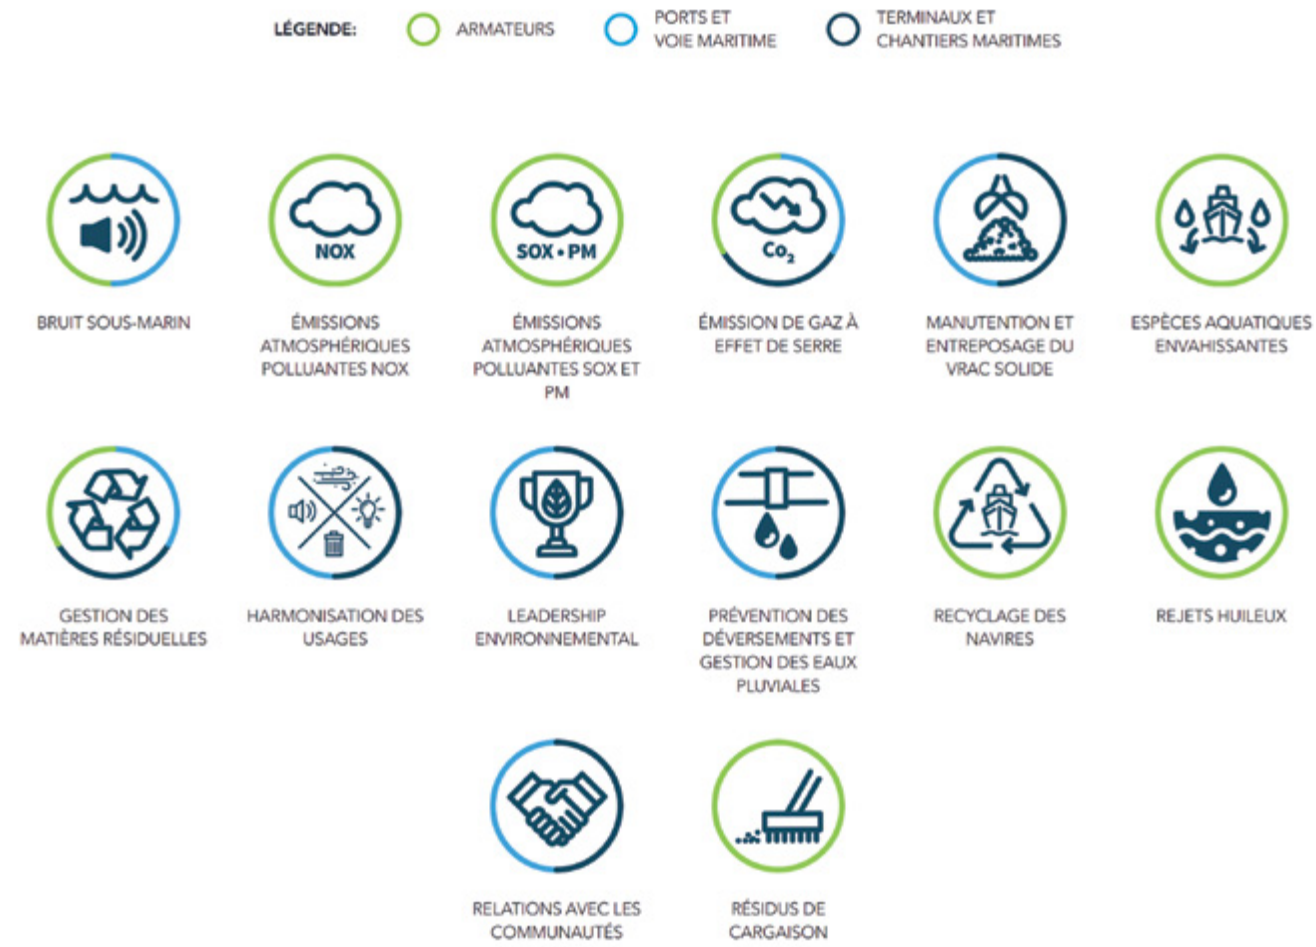 LÉGENDE:
ARMATEURS
PORTS ET
VOIE MARITIME
TERMINAUX ET
CHANTIERS MARITIMES
NOX
SOX • PM
Co₂
BRUIT SOUS-MARIN
ÉMISSIONS
ATMOSPHÉRIQUES
POLLUANTES NOX
ÉMISSIONS
ATMOSPHÉRIQUES
POLLUANTES SOX ET
PM
ÉMISSION DE GAZ À
EFFET DE SERRE
MANUTENTION ET
ENTREPOSAGE DU
VRAC SOLIDE
ESPÈCES AQUATIQUES
ENVAHISSANTES
GESTION DES
MATIÈRES RÉSIDUELLES
HARMONISATION DES
USAGES
LEADERSHIP
ENVIRONNEMENTAL
PRÉVENTION DES
DÉVERSEMENTS ET
GESTION DES EAUX
PLUVIALES
RECYCLAGE DES
NAVIRES
REJETS HUILEUX
RELATIONS AVEC LES
COMMUNAUTÉS
RÉSIDUS DE
CARGAISON